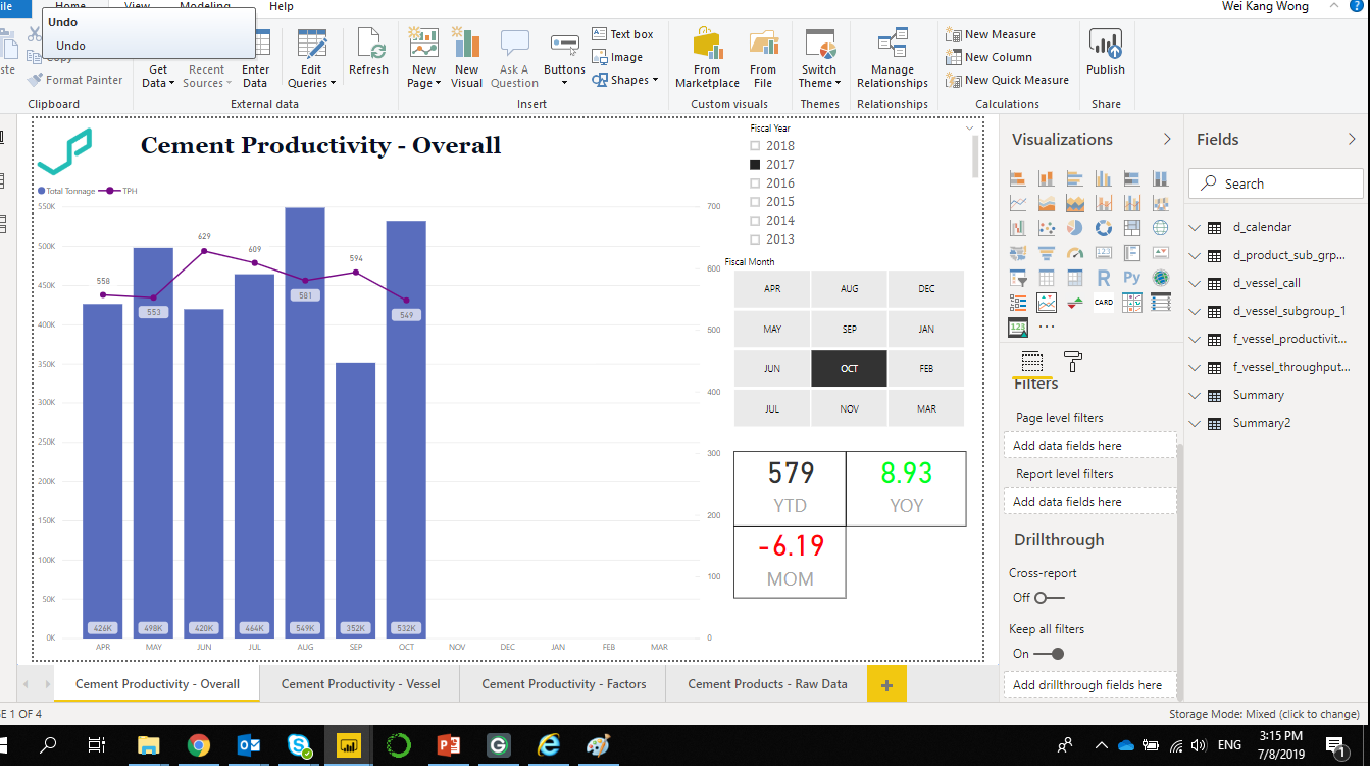 ile
Home
View
Modeling
Help
Wei Kang Wong
Undo
Undo
ste
Copy
Format Painter
Clipboard
Get
Data
Recent
Sources
Enter
Data
External data
Edit
Queries
Refresh
New
Page
New
Visual
Ask A
Question
Buttons
Text box
Image
Shapes
Insert
From
Marketplace
From
File
Custom visuals
Switch
Theme
Themes
Manage
Relationships
Relationships
New Measure
New Column
New Quick Measure
Calculations
Publish
Share
Cement Productivity - Overall
Total Tonnage
TPH
550K
500K
450K
400K
350K
300K
250K
200K
150K
100K
50K
0K
700
600
500
400
300
200
100
0
558
553
629
609
581
594
549
426K
498K
420K
464K
549K
352K
532K
APR
MAY
JUN
JUL
AUG
SEP
OCT
NOV
DEC
JAN
FEB
MAR
Fiscal Year
2018
2017
2016
2015
2014
2013
Fiscal Month
APR AUG DEC
MAY SEP JAN
JUN OCT FEB
JUL NOV MAR
579
YTD
8.93
YOY
-6.19
MOM
Visualizations
R
Py
CARD
123
Filters
Page level filters
Add data fields here
Report level filters
Add data fields here
Drillthrough
Cross-report
Off
Keep all filters
On
Add drillthrough fields here
Fields
Search
d_calendar
d_product_sub_grp...
d_vessel_call
d_vessel_subgroup_1
f_vessel_productivit...
f_vessel_throughput...
Summary
Summary2
Cement Productivity - Overall
Cement Productivity - Vessel
Cement Productivity - Factors
Cement Products - Raw Data
E 1 OF 4
Storage Mode: Mixed (click to change)
ENG
3:15 PM
7/8/2019
1